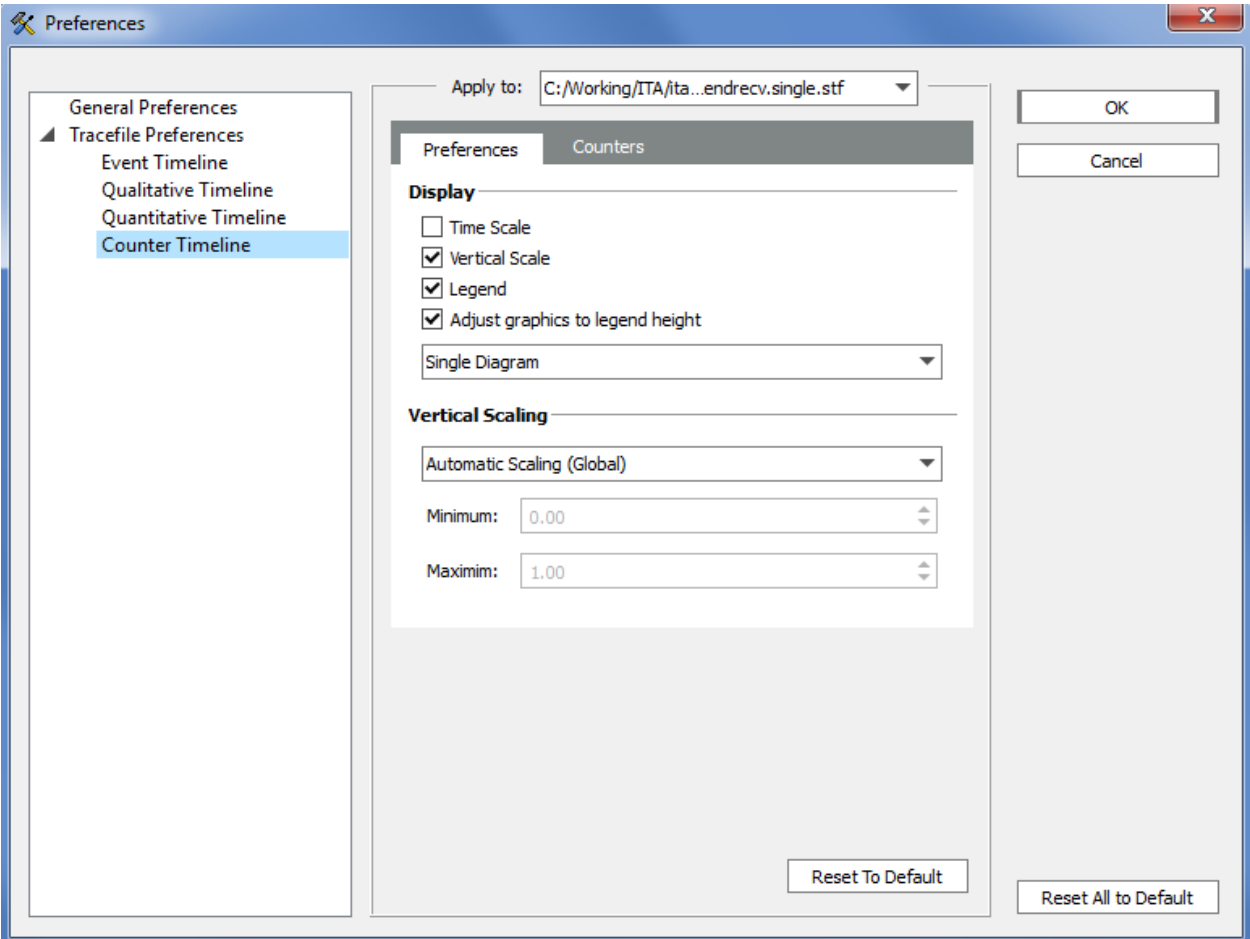 Preferences
General Preferences
Tracefile Preferences
Event Timeline
Qualitative Timeline
Quantitative Timeline
Counter Timeline
Apply to: C:/Working/ITA/ita...endrecv.single.stf
Preferences Counters
Display
Time Scale
Vertical Scale
Legend
Adjust graphics to legend height
Single Diagram
Vertical Scaling
Automatic Scaling (Global)
Minimum: 0.00
Maximim: 1.00
Reset To Default
OK
Cancel
Reset All to Default